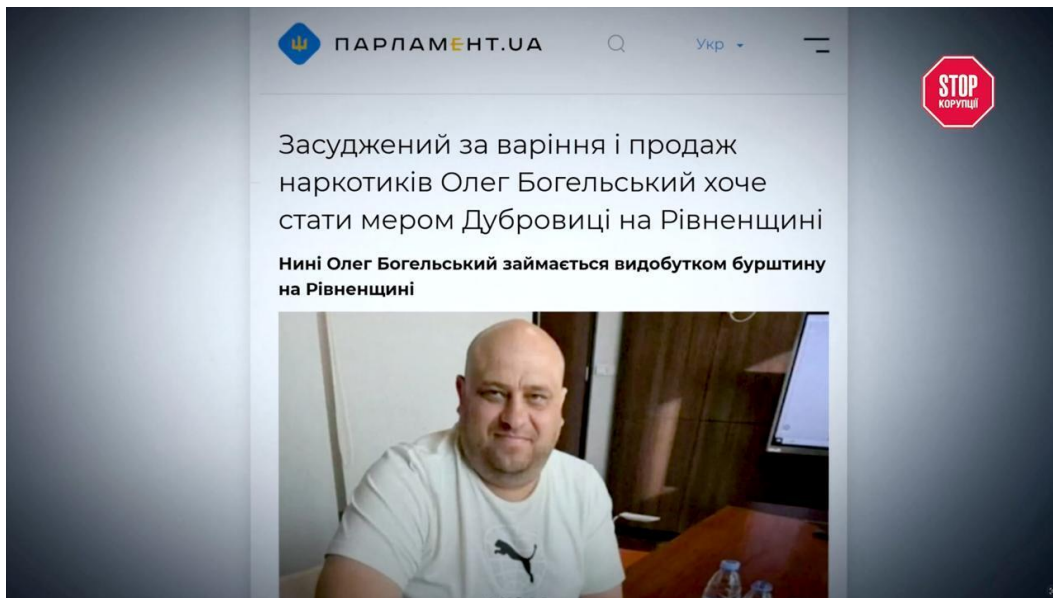 ПАРЛАМЕНТ.UA
Укр
STOP
КОРУПЦІЇ
Засуджений за варіння і продаж
наркотиків Олег Богельський хоче
стати мером Дубровиці на Рівненщині
Нині Олег Богельський займається видобутком бурштину
на Рівненщині